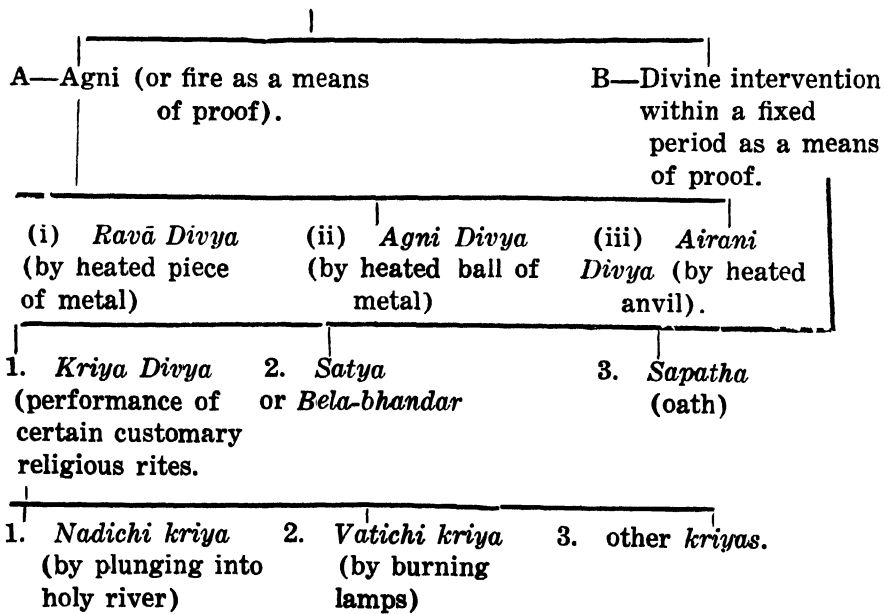 A—Agni (or fire as a means
of proof).
B—Divine intervention
within a fixed
period as a means
of proof.
(i) Ravā Divya
(by heated piece
of metal)
(ii) Agni Divya
(by heated ball of
metal)
(iii) Airani
Divya (by heated
anvil).
1. Kriya Divya
(performance of
certain customary
religious rites.
2. Satya
or Bela-bhandar
3. Sapatha
(oath)
1. Nadichi kriya
(by plunging into
holy river)
2. Vatichi kriya
(by burning
lamps)
3. other kriyas.